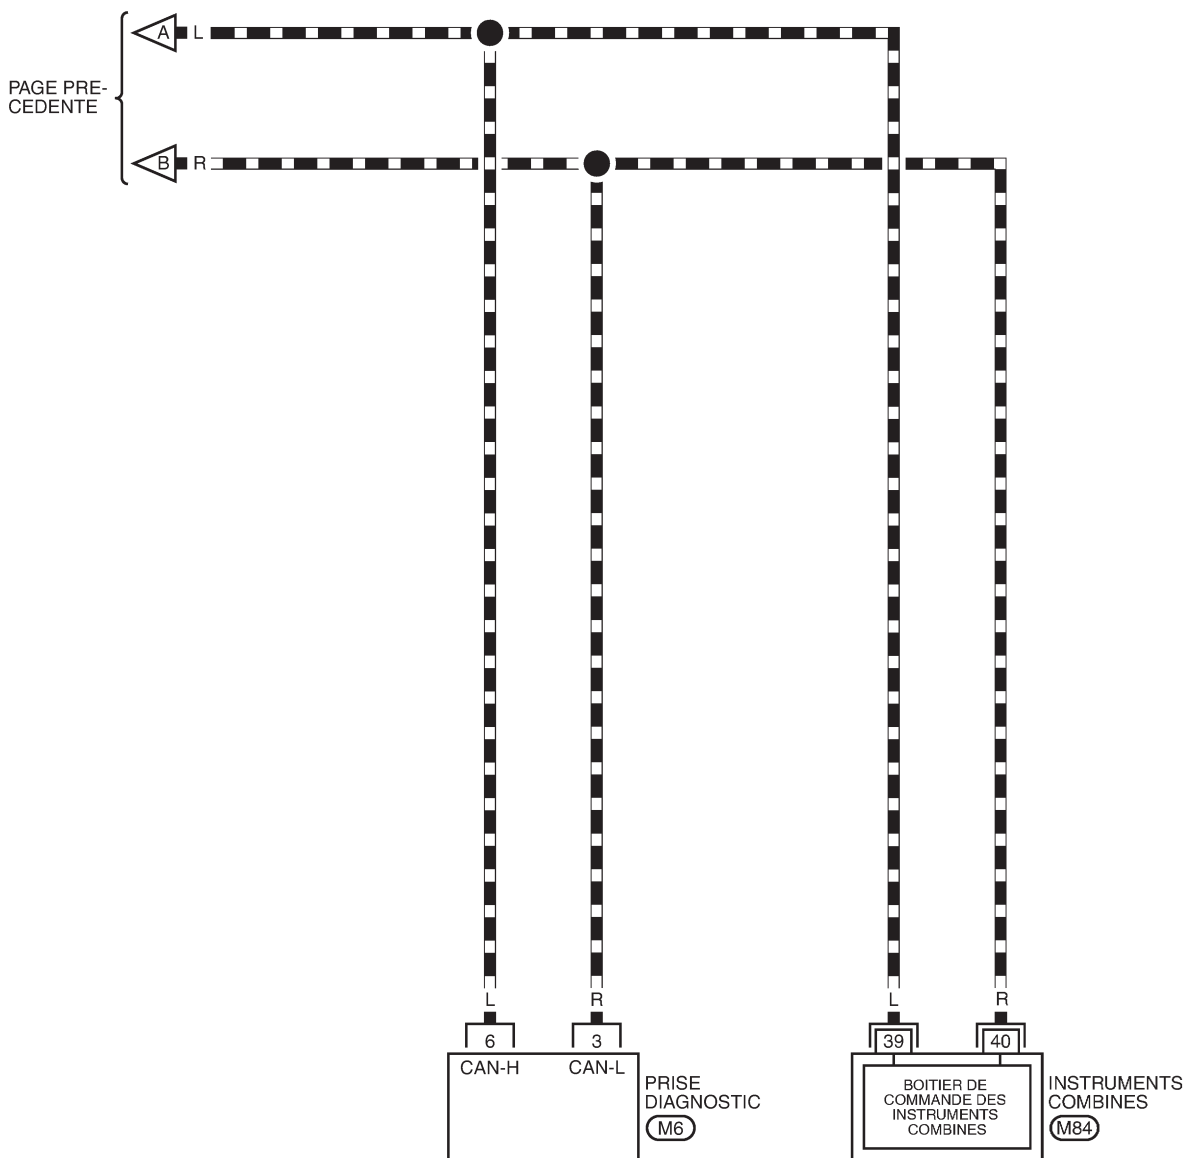 A L
PAGE PRE-
CEDENTE
B R
L R L R
6 3 39 40
CAN-H CAN-L
PRISE
DIAGNOSTIC
M6
BOITIER DE
COMMANDE DES
INSTRUMENTS
COMBINES
INSTRUMENTS
COMBINES
M84